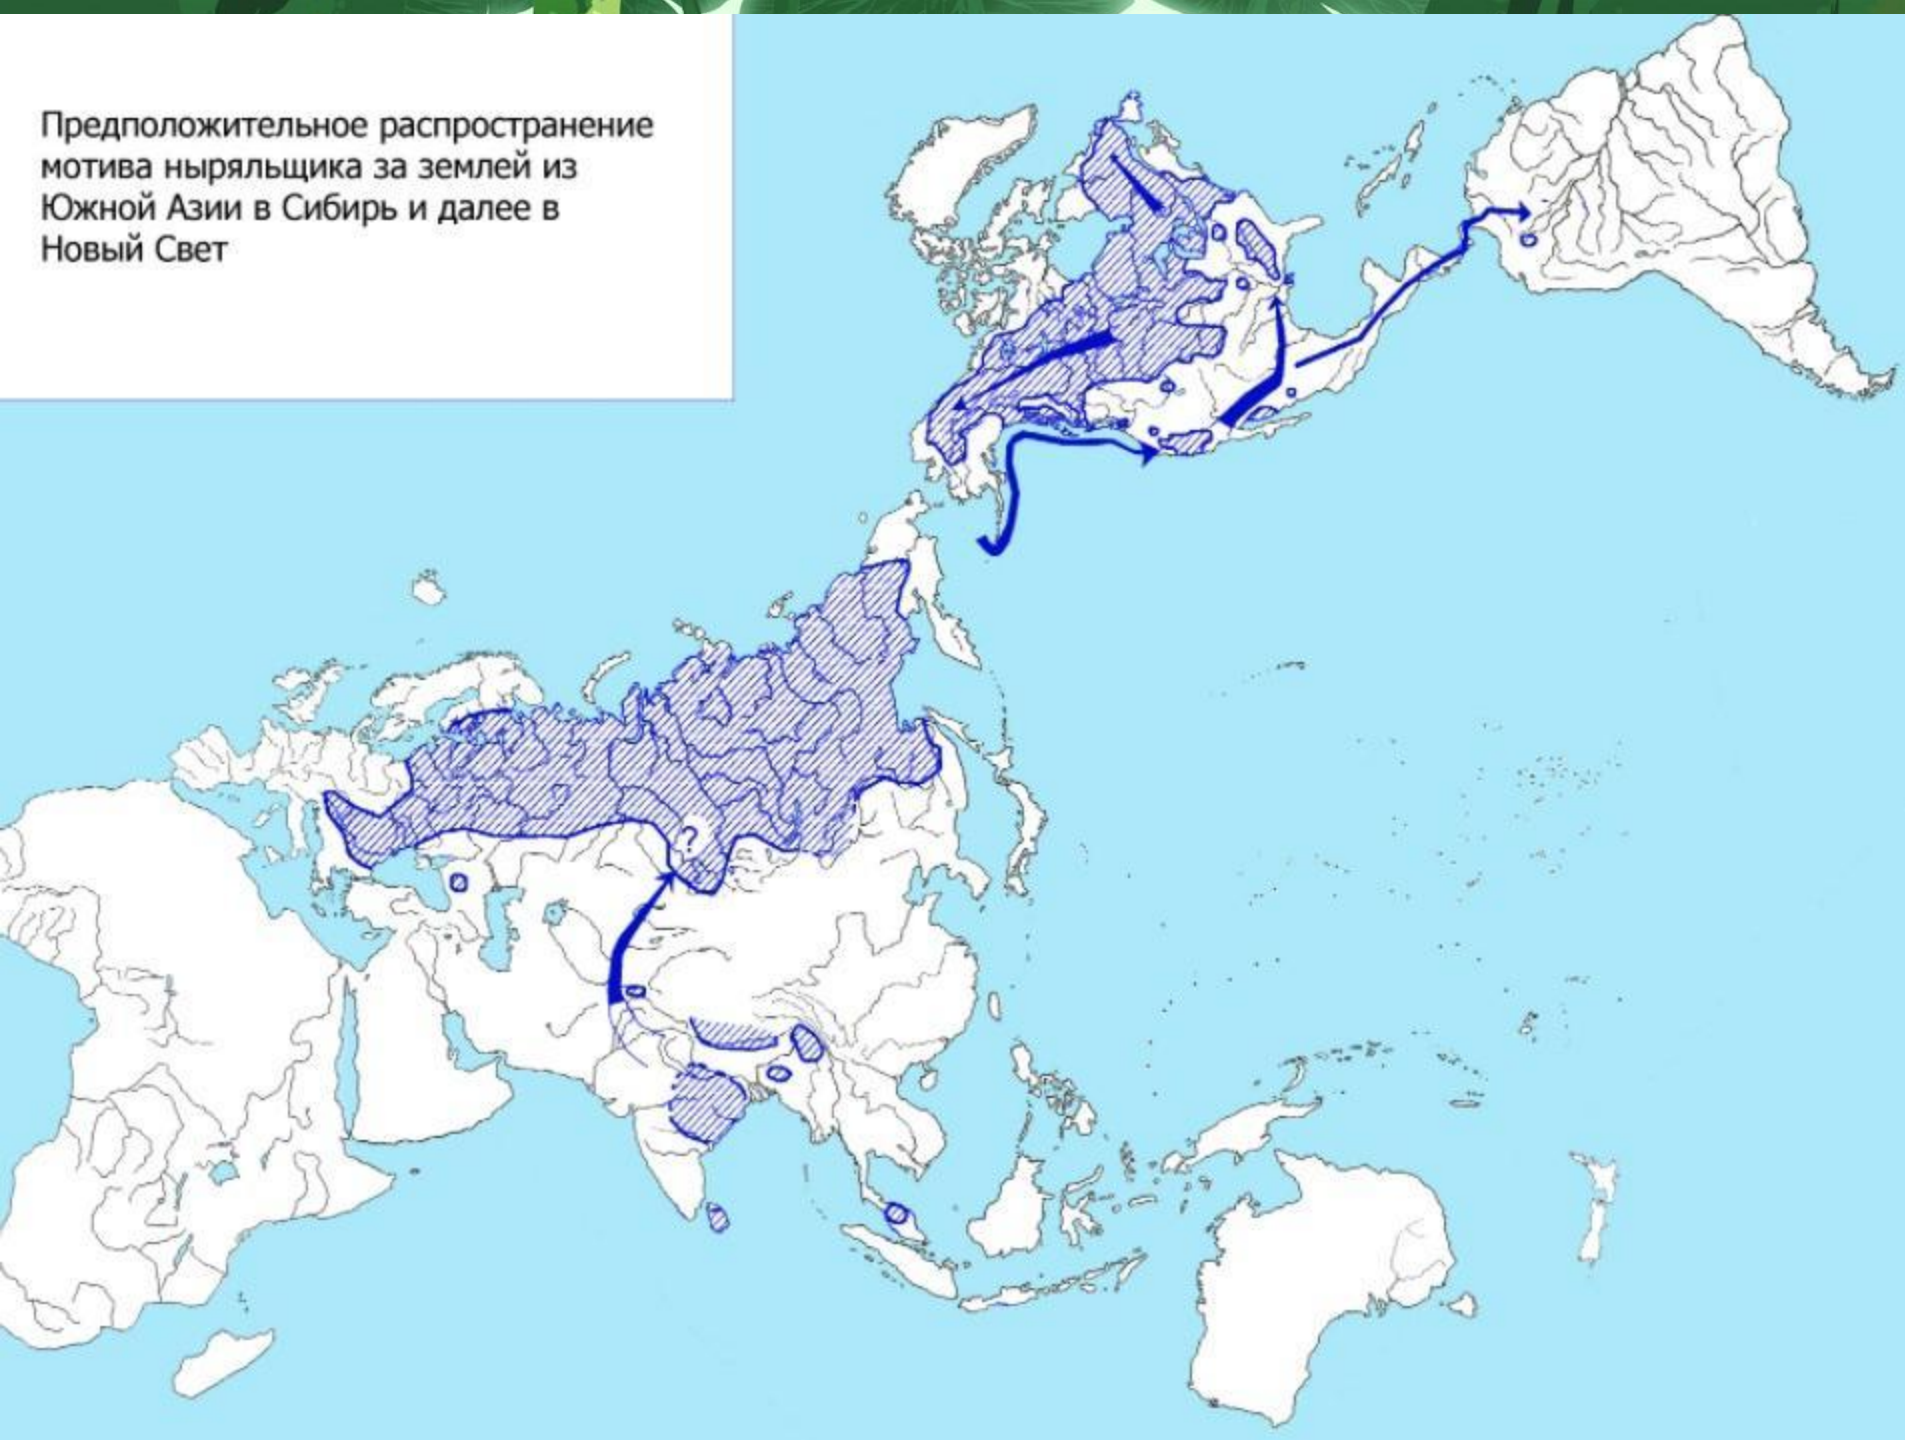 Предположительное распространение
мотива ныряльщика за землей из
Южной Азии в Сибирь и далее в
Новый Свет
?